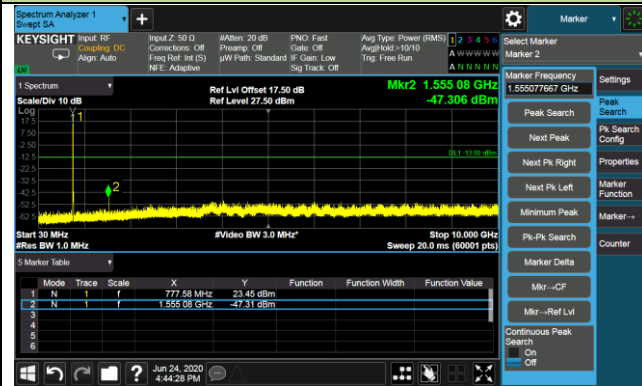 Spectrum Analyzer 1
Swept SA
+
Marker
KEYSIGHT
Input: RF
Coupling: DC
Align: Auto
Input Z: 50 Ω
Corrections: Off
Freq Ref: Int (S)
NFE: Adaptive
#Atten: 20 dB
Preamp: Off
µW Path: Standard
PNO: Fast
Gate: Off
IF Gain: Low
Sig Track: Off
Avg Type: Power (RMS)
Avg|Hold:>10/10
Trig: Free Run
1 2 3 4 5 6
A W W W W W
A N N N N N
LXI
1 Spectrum
Scale/Div 10 dB
Ref Lvl Offset 17.50 dB
Ref Level 27.50 dBm
Mkr2 1.555 08 GHz
-47.306 dBm
Log
17.5
7.50
-2.50
-12.5
-22.5
-32.5
-42.5
-52.5
-62.5
1
2
DL1 -13.00 dBm
Start 30 MHz
#Res BW 1.0 MHz
#Video BW 3.0 MHz*
Stop 10.000 GHz
Sweep 20.0 ms (60001 pts)
5 Marker Table
Mode Trace Scale X Y Function Function Width Function Value
1 N 1 f 777.58 MHz 23.45 dBm
2 N 1 f 1.555 08 GHz -47.31 dBm
3
4
5
6
Jun 24, 2020
4:44:28 PM
Select Marker
Marker 2
Marker Frequency
1.555077667 GHz
Peak Search
Next Peak
Next Pk Right
Next Pk Left
Minimum Peak
Pk-Pk Search
Marker Delta
Mkr→CF
Mkr→Ref Lvl
Continuous Peak
Search
On
Off
Settings
Peak
Search
Pk Search
Config
Properties
Marker
Function
Marker→
Counter